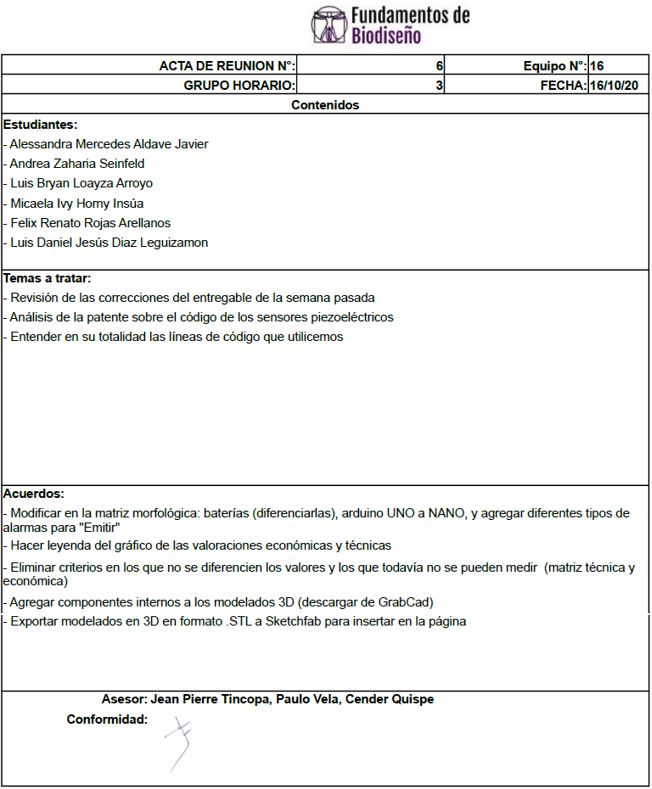 Fundamentos de
Biodiseño
ACTA DE REUNION N°: 6 Equipo N°: 16
GRUPO HORARIO: 3 FECHA: 16/10/20
Contenidos
Estudiantes:
- Alessandra Mercedes Aldave Javier
- Andrea Zaharia Seinfeld
- Luis Bryan Loayza Arroyo
- Micaela Ivy Horny Insúa
- Felix Renato Rojas Arellanos
- Luis Daniel Jesús Diaz Leguizamon
Temas a tratar:
- Revisión de las correcciones del entregable de la semana pasada
- Análisis de la patente sobre el código de los sensores piezoeléctricos
- Entender en su totalidad las líneas de código que utilicemos
Acuerdos:
- Modificar en la matriz morfológica: baterías (diferenciarlas), arduino UNO a NANO, y agregar diferentes tipos de
alarmas para "Emitir"
- Hacer leyenda del gráfico de las valoraciones económicas y técnicas
- Eliminar criterios en los que no se diferencien los valores y los que todavía no se pueden medir (matriz técnica y
económica)
- Agregar componentes internos a los modelados 3D (descargar de GrabCad)
- Exportar modelados en 3D en formato .STL a Sketchfab para insertar en la página
Asesor: Jean Pierre Tincopa, Paulo Vela, Cender Quispe
Conformidad: